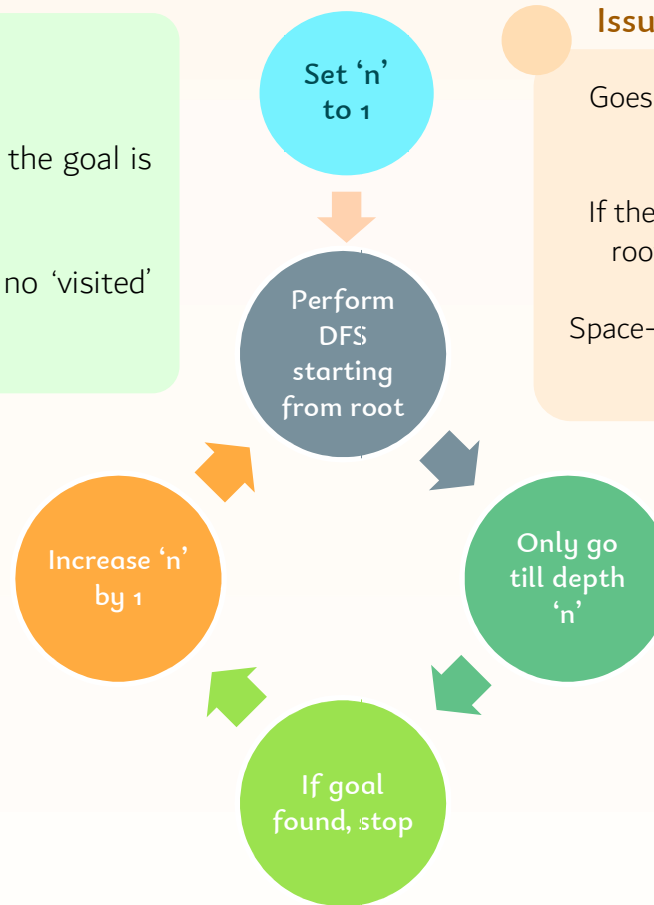 the goal is
no ‘visited’
Set ‘n’
to 1
Issu
Goes
If the
roo
Space-
Perform
DFS
starting
from root
Only go
till depth
‘n’
If goal
found, stop
Increase ‘n’
by 1